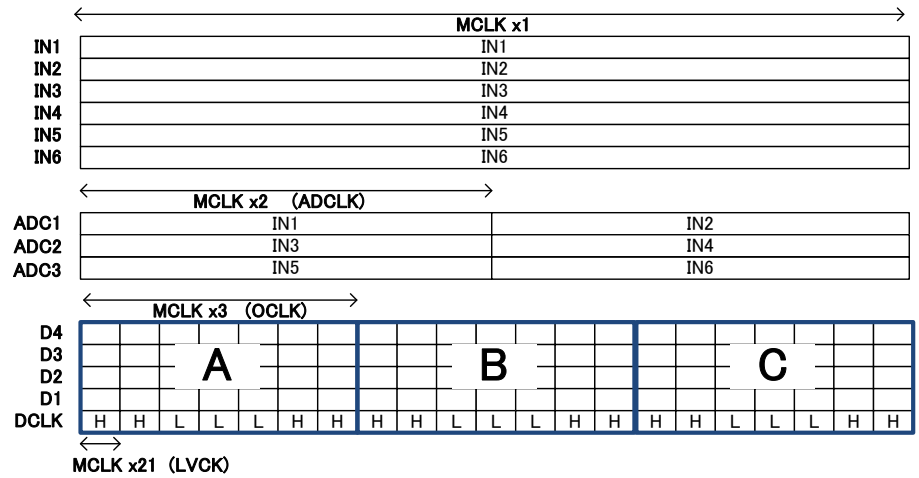 MCLK x1
IN1 IN1
IN2 IN2
IN3 IN3
IN4 IN4
IN5 IN5
IN6 IN6
MCLK x2 (ADCLK)
ADC1 IN1 IN2
ADC2 IN3 IN4
ADC3 IN5 IN6
MCLK x3 (OCLK)
D4
D3
D2
D1
A B C
DCLK H H L L L H H H H L L L H H H H L L L H H
MCLK x21 (LVCK)